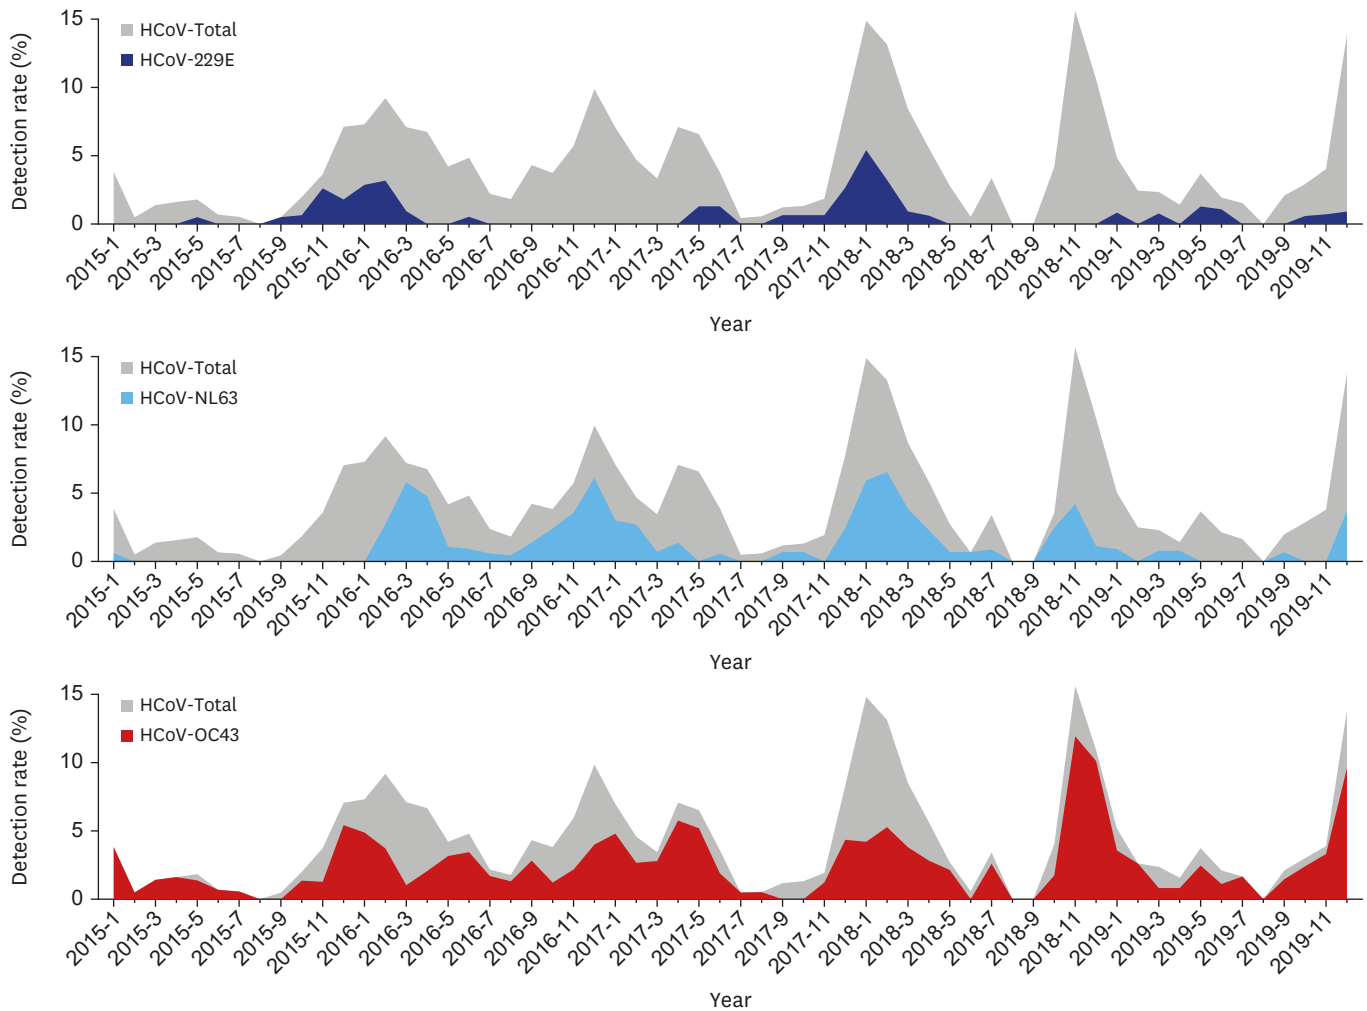 Detection rate (%)
15
10
5
0
HCoV-Total
HCoV-229E
2015-1 2015-3 2015-5 2015-7 2015-9 2015-11 2016-1 2016-3 2016-5 2016-7 2016-9 2016-11 2017-1 2017-3 2017-5 2017-7 2017-9 2017-11 2018-1 2018-3 2018-5 2018-7 2018-9 2018-11 2019-1 2019-3 2019-5 2019-7 2019-9 2019-11
Year
Detection rate (%)
15
10
5
0
HCoV-Total
HCoV-NL63
2015-1 2015-3 2015-5 2015-7 2015-9 2015-11 2016-1 2016-3 2016-5 2016-7 2016-9 2016-11 2017-1 2017-3 2017-5 2017-7 2017-9 2017-11 2018-1 2018-3 2018-5 2018-7 2018-9 2018-11 2019-1 2019-3 2019-5 2019-7 2019-9 2019-11
Year
Detection rate (%)
15
10
5
0
HCoV-Total
HCoV-OC43
2015-1 2015-3 2015-5 2015-7 2015-9 2015-11 2016-1 2016-3 2016-5 2016-7 2016-9 2016-11 2017-1 2017-3 2017-5 2017-7 2017-9 2017-11 2018-1 2018-3 2018-5 2018-7 2018-9 2018-11 2019-1 2019-3 2019-5 2019-7 2019-9 2019-11
Year